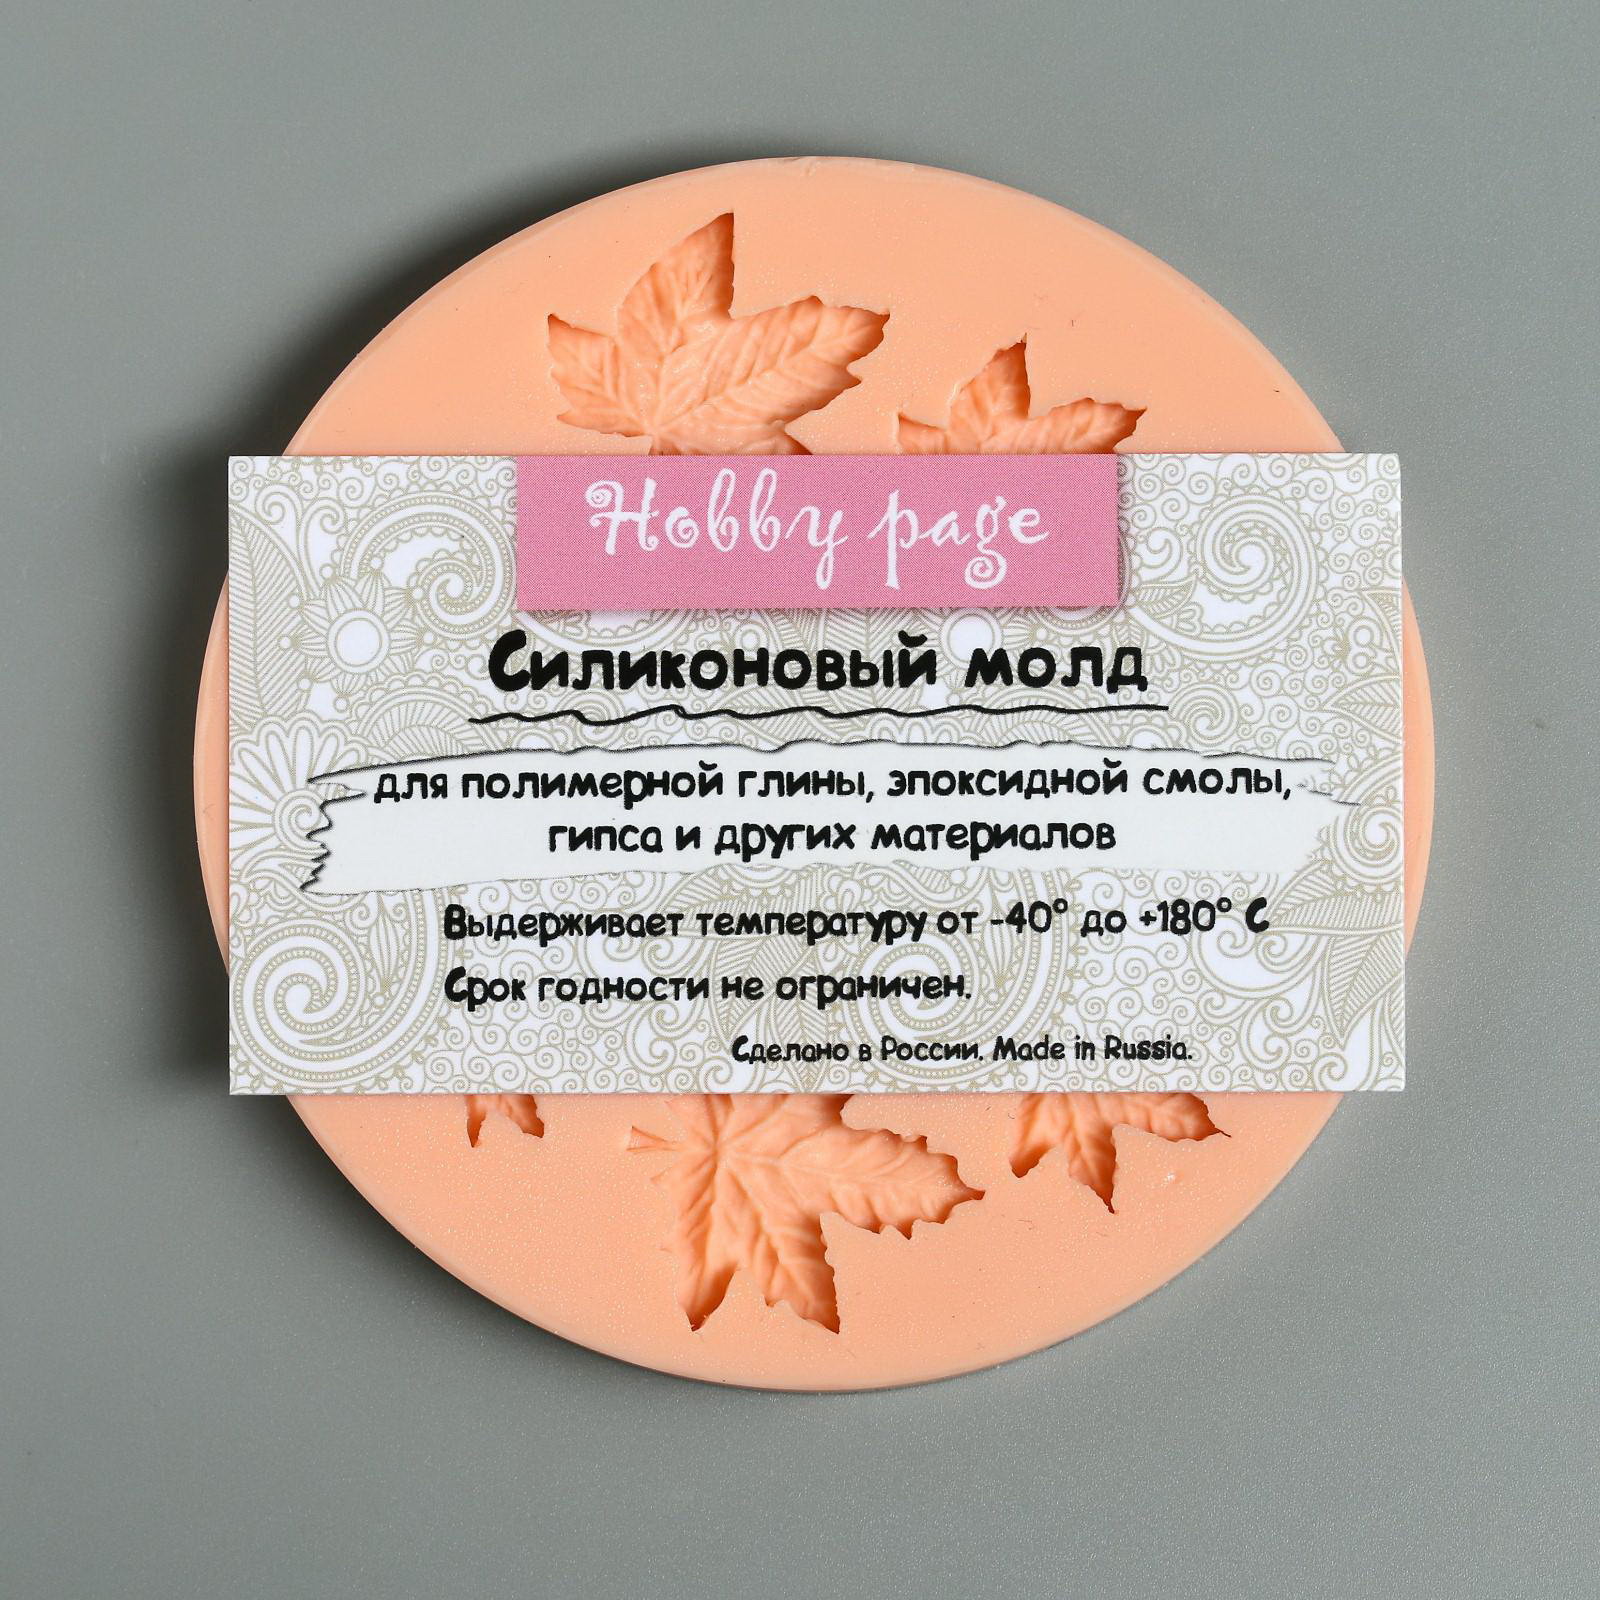 Hobby page
Силиконовый молд
для полимерной глины, эпоксидной смолы,
гипса и других материалов
Выдерживает температуру от -40° до +180° С
Срок годности не ограничен.
Сделано в России. Made in Russia.